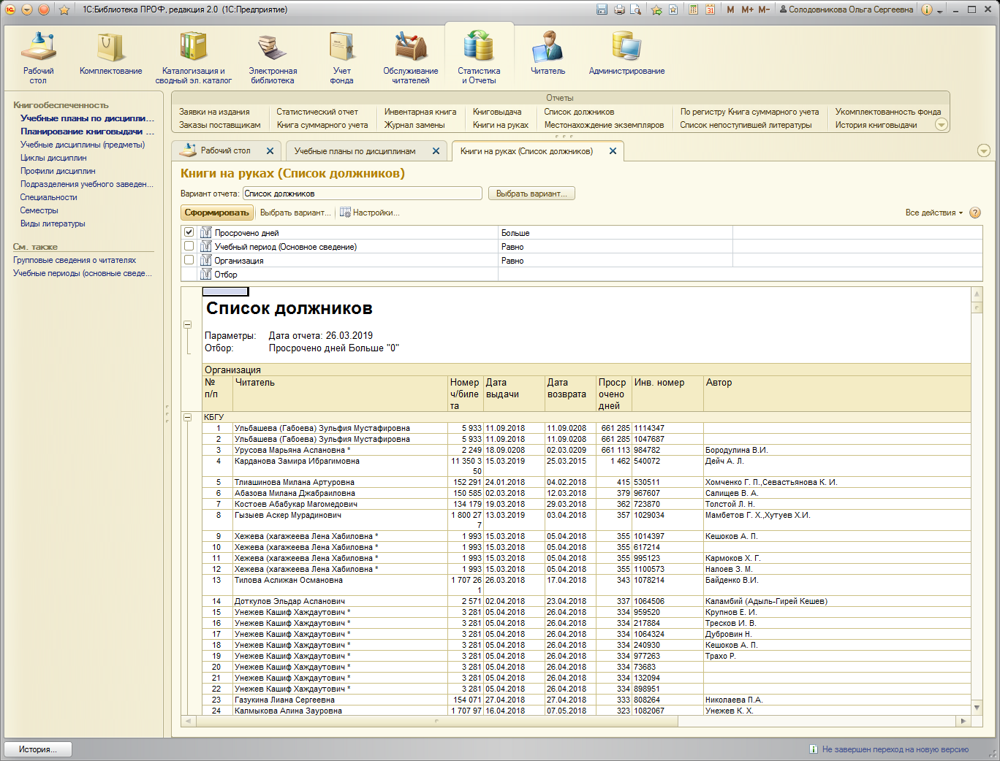 1С:Библиотека ПРОФ, редакция 2.0 (1С:Предприятие)
М М+ М- Солодовникова Ольга Сергеевна
Рабочий стол
Комплектование
Каталогизация и сводный эл. каталог
Электронная библиотека
Учет фонда
Обслуживание читателей
Статистика и Отчеты
Читатель
Администрирование
Книгообеспеченность
Учебные планы по дисципли...
Планирование книговыдачи ...
Учебные дисциплины (предметы)
Циклы дисциплин
Профили дисциплин
Подразделения учебного заведен...
Специальности
Семестры
Виды литературы
См. также
Групповые сведения о читателях
Учебные периоды (основные сведе...
Отчеты
Заявки на издания Статистический отчет Инвентарная книга Книговыдача Список должников По регистру Книга суммарного учета Укомплектованность фонда
Заказы поставщикам Книга суммарного учета Журнал замены Книги на руках Местонахождение экземпляров Список непоступившей литературы История книговыдачи
Рабочий стол Учебные планы по дисциплинам Книги на руках (Список должников)
Книги на руках (Список должников)
Вариант отчета: Список должников Выбрать вариант...
Сформировать Выбрать вариант... Настройки... Все действия ?
Просрочено дней Больше
Учебный период (Основное сведение) Равно
Организация Равно
Отбор
Список должников
Параметры: Дата отчета: 26.03.2019
Отбор: Просрочено дней Больше "0"
Организация
№ п/п Читатель Номер ч/билета Дата выдачи Дата возврата Просрочено дней Инв. номер Автор
КБГУ
1 Ульбашева (Габоева) Зульфия Мустафировна 5 933 11.09.2018 11.09.0208 661 285 1114347
2 Ульбашева (Габоева) Зульфия Мустафировна 5 933 11.09.2018 11.09.0208 661 285 1047687
3 Урусова Марьяна Аслановна * 2 249 18.09.0208 02.03.0209 661 113 984782 Бородулина В.И.
4 Карданова Замира Ибрагимовна 11 350 350 15.03.2019 25.03.2015 1 462 540072 Дейч А. Л.
5 Тлиашинова Милана Артуровна 152 291 24.01.2018 04.02.2018 415 530511 Хомченко Г. П.,Севастьянова К. И.
6 Абазова Милана Джабраиловна 150 585 02.03.2018 12.03.2018 379 967607 Салищев В. А.
7 Костоев Абабукар Магомедович 134 179 19.03.2018 29.03.2018 362 723870 Толстой Л. Н.
8 Гызыев Аскер Мурадинович 1 800 277 13.03.2019 03.04.2018 357 1029034 Мамбетов Г. Х.,Хутуев Х.И.
9 Хежева (хагажеева Лена Хабиловна * 1 993 15.03.2018 05.04.2018 355 1014397 Кешоков А. П.
10 Хежева (хагажеева Лена Хабиловна * 1 993 15.03.2018 05.04.2018 355 617214
11 Хежева (хагажеева Лена Хабиловна * 1 993 15.03.2018 05.04.2018 355 995123 Кармоков Х. Г.
12 Хежева (хагажеева Лена Хабиловна * 1 993 15.03.2018 05.04.2018 355 1100573 Налоев З. М.
13 Тилова Аслижан Османовна 1 707 261 26.03.2018 17.04.2018 343 1078214 Байденко В.И.
14 Доткулов Эльдар Асланович 2 571 02.04.2018 23.04.2018 337 1064506 Каламбий (Адыль-Гирей Кешев)
15 Унежев Кашиф Хаждаутович * 3 281 05.04.2018 26.04.2018 334 959520 Крупнов Е. И.
16 Унежев Кашиф Хаждаутович * 3 281 05.04.2018 26.04.2018 334 217884 Тресков И. В.
17 Унежев Кашиф Хаждаутович * 3 281 05.04.2018 26.04.2018 334 1064324 Дубровин Н.
18 Унежев Кашиф Хаждаутович * 3 281 05.04.2018 26.04.2018 334 240930 Кешоков А. П.
19 Унежев Кашиф Хаждаутович * 3 281 05.04.2018 26.04.2018 334 977263 Трахо Р.
20 Унежев Кашиф Хаждаутович * 3 281 05.04.2018 26.04.2018 334 73683
21 Унежев Кашиф Хаждаутович * 3 281 05.04.2018 26.04.2018 334 132094
22 Унежев Кашиф Хаждаутович * 3 281 05.04.2018 26.04.2018 334 898951
23 Газукина Лиана Сергеевна 154 071 27.04.2018 27.04.2018 333 808264 Николаева П.А.
24 Калмыкова Алина Зауровна 1 707 97 16.04.2018 07.05.2018 323 1082067 Унежев К. Х.
История... Не завершен переход на новую версию